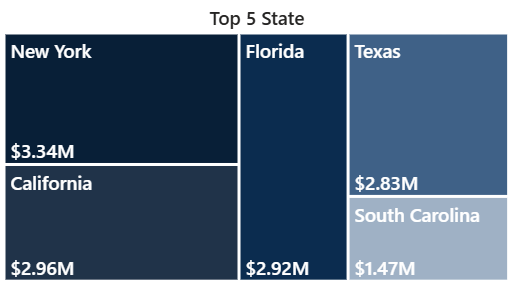 Top 5 State
New York
$3.34M
California
$2.96M
Florida
$2.92M
Texas
$2.83M
South Carolina
$1.47M